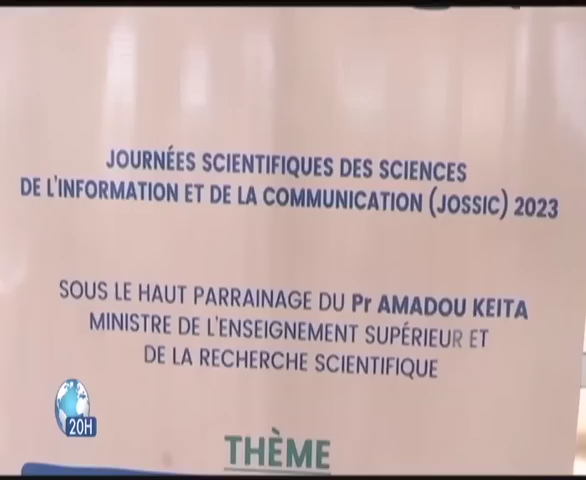 JOURNÉES SCIENTIFIQUES DES SCIENCES
DE L'INFORMATION ET DE LA COMMUNICATION (JOSSIC) 2023
SOUS LE HAUT PARRAINAGE DU Pr AMADOU KEITA
MINISTRE DE L'ENSEIGNEMENT SUPÉRIEUR ET
DE LA RECHERCHE SCIENTIFIQUE
20H
THÈME